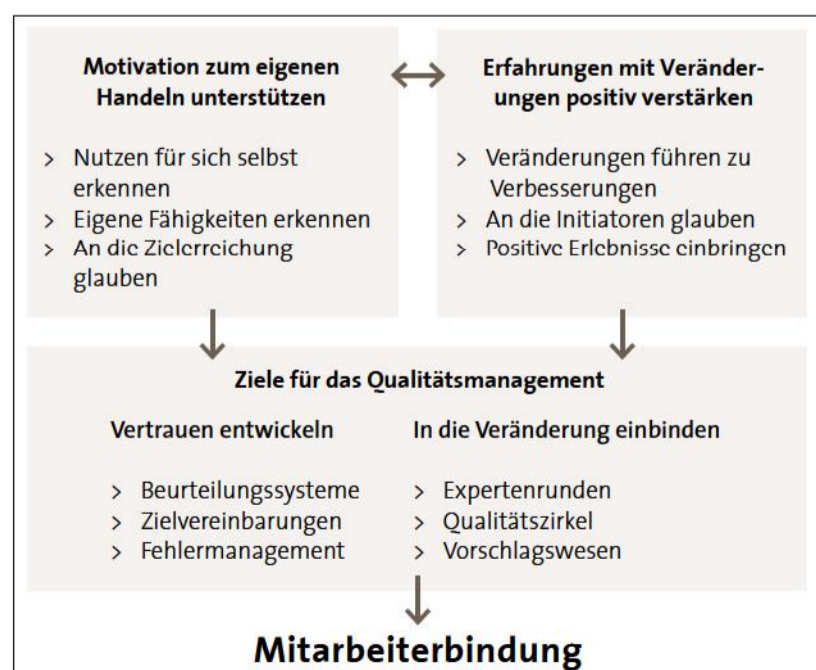 Motivation zum eigenen
Handeln unterstützen
> Nutzen für sich selbst
erkennen
> Eigene Fähigkeiten erkennen
> An die Zielerreichung
glauben
Erfahrungen mit Veränder-
ungen positiv verstärken
> Veränderungen führen zu
Verbesserungen
> An die Initiatoren glauben
> Positive Erlebnisse einbringen
Ziele für das Qualitätsmanagement
Vertrauen entwickeln
> Beurteilungssysteme
> Zielvereinbarungen
> Fehlermanagement
In die Veränderung einbinden
> Expertenrunden
> Qualitätszirkel
> Vorschlagswesen
Mitarbeiterbindung